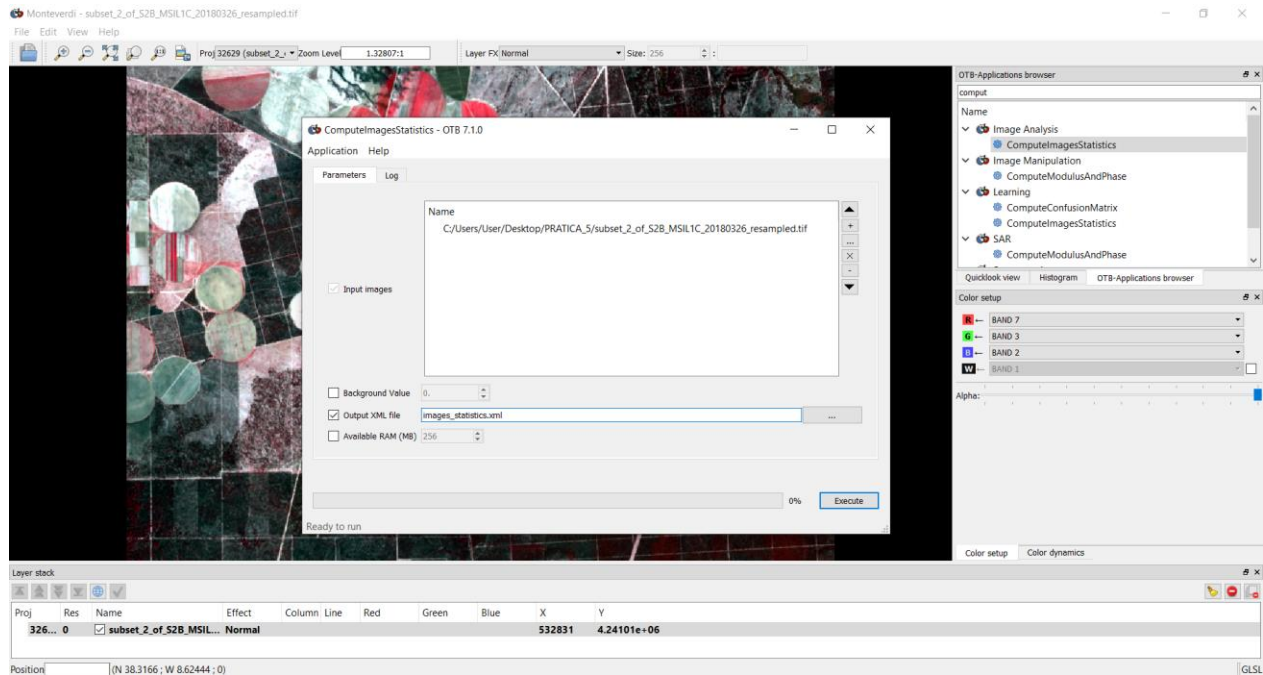 Monteverdi - subset_2_of_S2B_MSIL1C_20180326_resampled.tif
File Edit View Help
Proj 32629 (subset_2_ Zoom Level 1.32807:1 Layer FX Normal Size: 256 :
OTB-Applications browser
comput
Name
Image Analysis
ComputeImagesStatistics
Image Manipulation
ComputeModulusAndPhase
Learning
ComputeConfusionMatrix
ComputeImagesStatistics
SAR
ComputeModulusAndPhase
Quicklook view Histogram OTB-Applications browser
Color setup
R BAND 7
G BAND 3
B BAND 2
W BAND 1
Alpha:
Color setup Color dynamics
ComputeImagesStatistics - OTB 7.1.0
Application Help
Parameters Log
Name
C:/Users/User/Desktop/PRATICA_5/subset_2_of_S2B_MSIL1C_20180326_resampled.tif
+
...
-
Input images
Background Value 0.
Output XML file images_statistics.xml ...
Available RAM (MB) 256
0% Execute
Ready to run
Layer stack
Proj Res Name Effect Column Line Red Green Blue X Y
326... 0 subset_2_of_S2B_MSIL... Normal 532831 4.24101e+06
Position (N 38.3166 ; W 8.62444 ; 0) GLSL